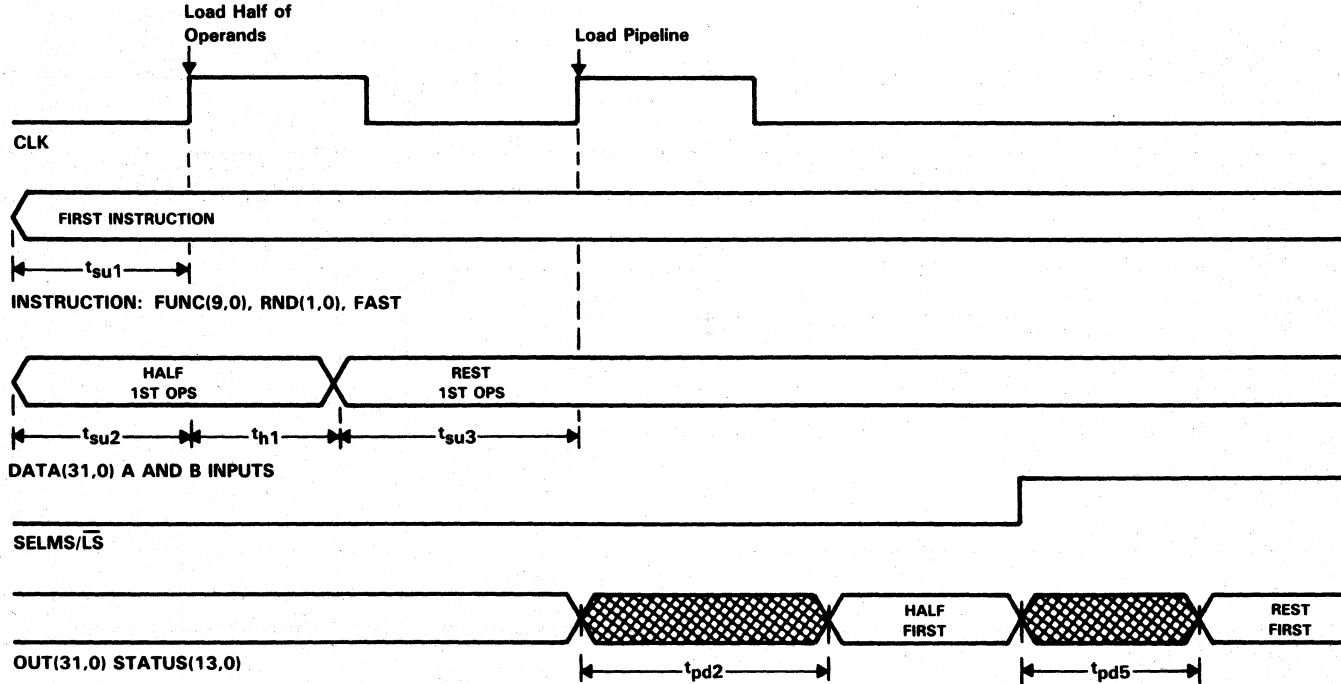 Load Half of
Operands
Load Pipeline
CLK
FIRST INSTRUCTION
tsu1
INSTRUCTION: FUNC(9,0), RND(1,0), FAST
HALF
1ST OPS
REST
1ST OPS
tsu2
th1
tsu3
DATA(31,0) A AND B INPUTS
SELMS/L̅S̅
HALF
FIRST
REST
FIRST
OUT(31,0) STATUS(13,0)
tpd2
tpd5